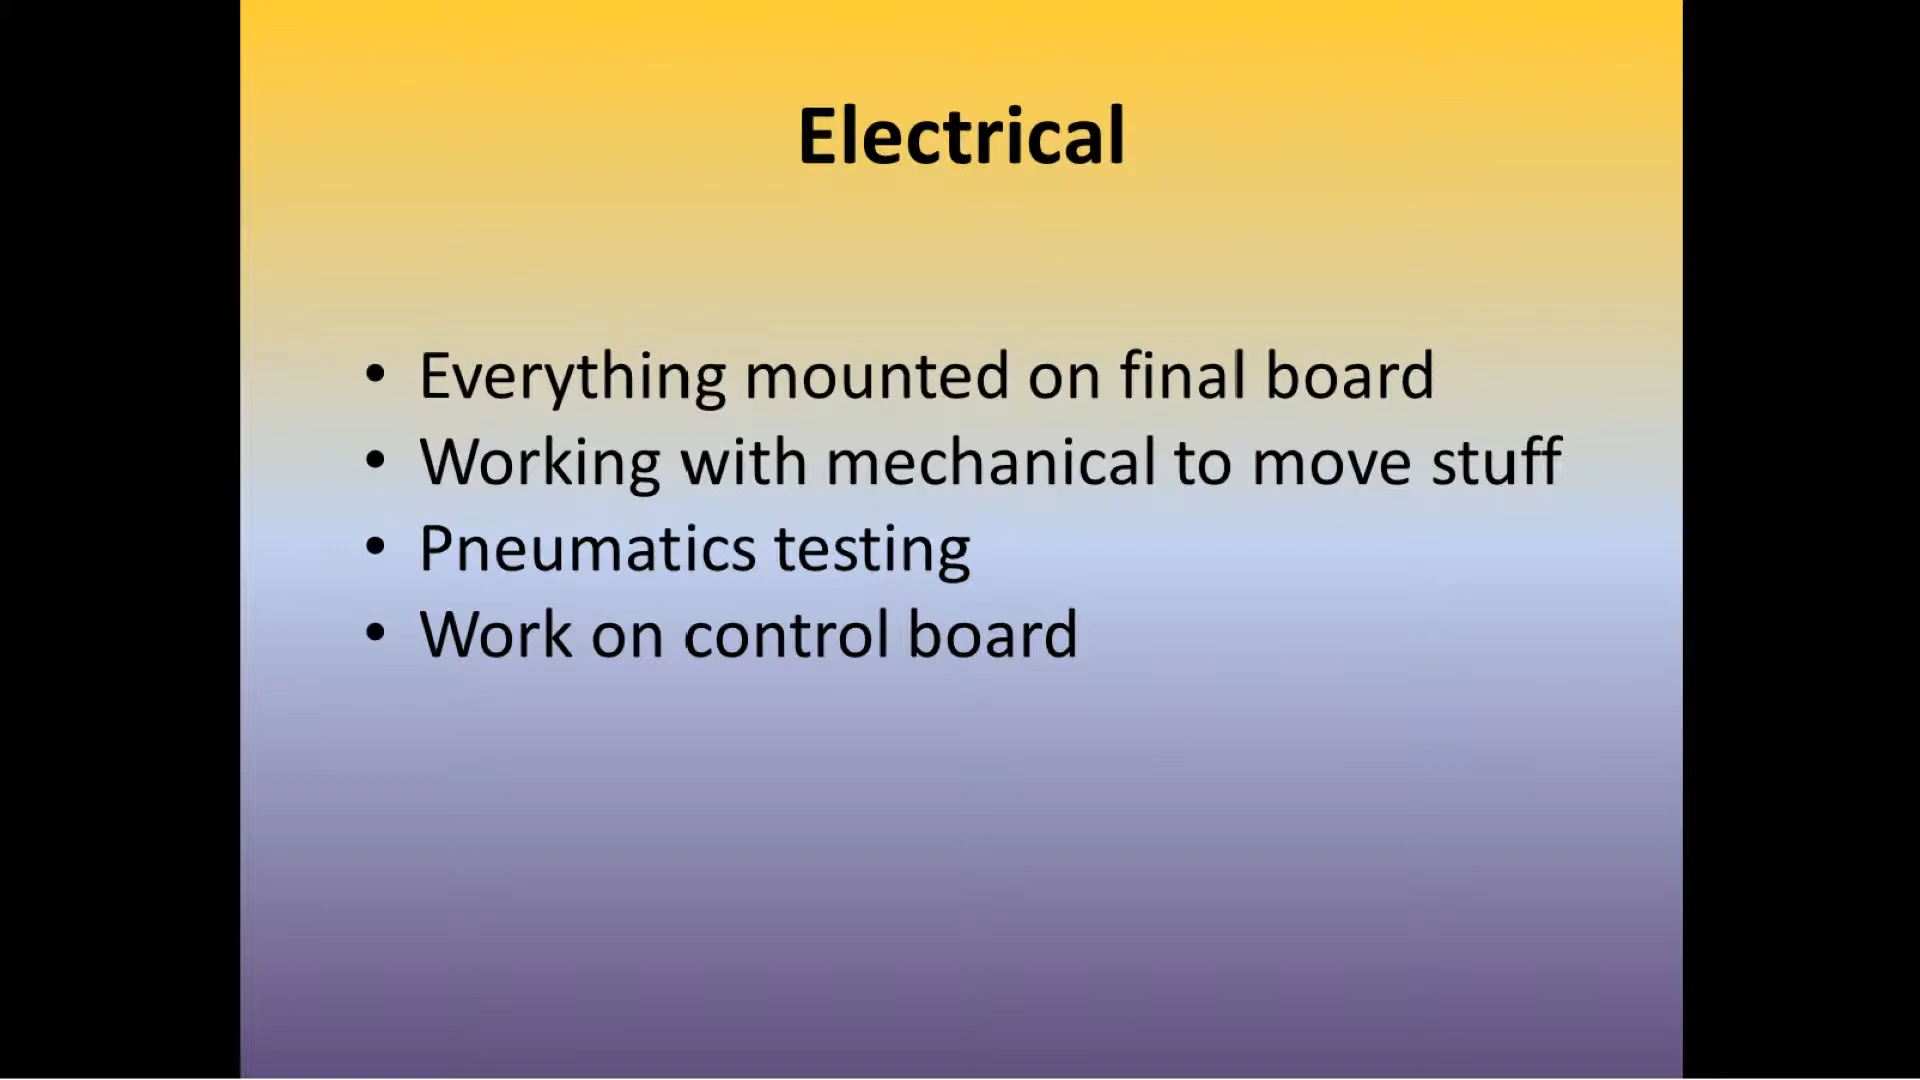 Electrical
• Everything mounted on final board
• Working with mechanical to move stuff
• Pneumatics testing
• Work on control board